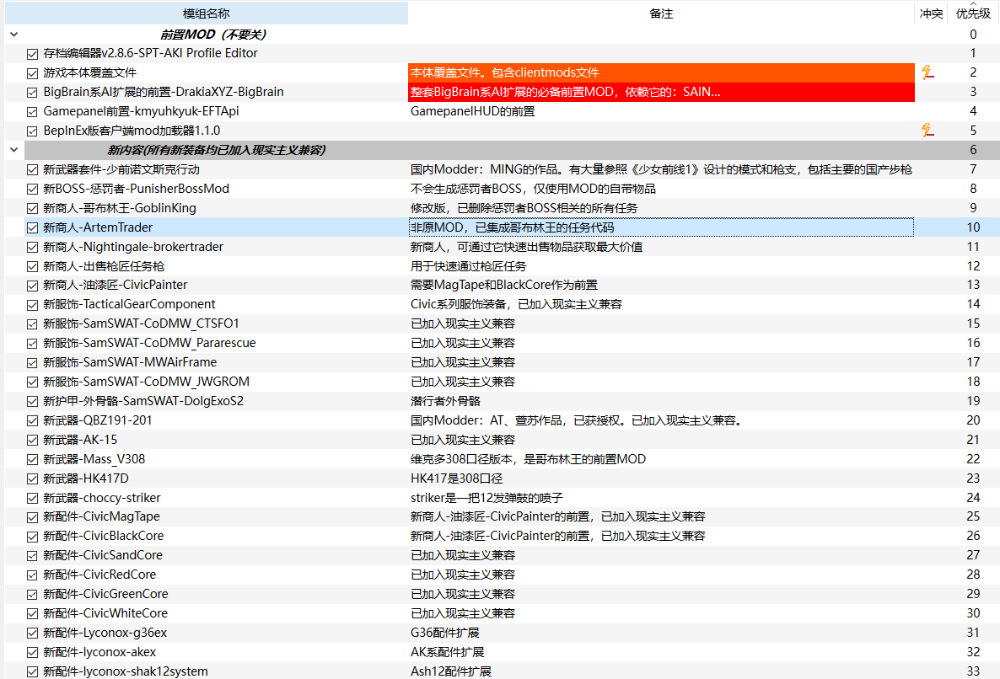 模组名称 备注 冲突 优先级
前置MOD（不要关） 0
存档编辑器v2.8.6-SPT-AKI Profile Editor 1
游戏本体覆盖文件 本体覆盖文件。包含clientmods文件 2
BigBrain系AI扩展的前置-DrakiaXYZ-BigBrain 整套BigBrain系AI扩展的必备前置MOD，依赖它的：SAIN... 3
Gamepanel前置-kmyuhkyuk-EFTApi GamepanelHUD的前置 4
BepInEx版客户端mod加载器1.1.0 5
新内容(所有新装备均已加入现实主义兼容) 6
新武器套件-少前诺文斯克行动 国内Modder：MING的作品。有大量参照《少女前线1》设计的模式和枪支，包括主要的国产步枪 7
新BOSS-惩罚者-PunisherBossMod 不会生成惩罚者BOSS，仅使用MOD的自带物品 8
新商人-哥布林王-GoblinKing 修改版，已删除惩罚者BOSS相关的所有任务 9
新商人-ArtemTrader 非原MOD，已集成哥布林王的任务代码 10
新商人-Nightingale-brokertrader 新商人，可通过它快速出售物品获取最大价值 11
新商人-出售枪匠任务枪 用于快速通过枪匠任务 12
新商人-油漆匠-CivicPainter 需要MagTape和BlackCore作为前置 13
新服饰-TacticalGearComponent Civic系列服饰装备，已加入现实主义兼容 14
新服饰-SamSWAT-CoDMW_CTSFO1 已加入现实主义兼容 15
新服饰-SamSWAT-CoDMW_Pararescue 已加入现实主义兼容 16
新服饰-SamSWAT-MWAirFrame 已加入现实主义兼容 17
新服饰-SamSWAT-CoDMW_JWGROM 已加入现实主义兼容 18
新护甲-外骨骼-SamSWAT-DolgExoS2 潜行者外骨骼 19
新武器-QBZ191-201 国内Modder：AT、萱苏作品，已获授权。已加入现实主义兼容。 20
新武器-AK-15 已加入现实主义兼容 21
新武器-Mass_V308 维克多308口径版本，是哥布林王的前置MOD 22
新武器-HK417D HK417是308口径 23
新武器-choccy-striker striker是一把12发弹鼓的喷子 24
新配件-CivicMagTape 新商人-油漆匠-CivicPainter的前置，已加入现实主义兼容 25
新配件-CivicBlackCore 新商人-油漆匠-CivicPainter的前置，已加入现实主义兼容 26
新配件-CivicSandCore 已加入现实主义兼容 27
新配件-CivicRedCore 已加入现实主义兼容 28
新配件-CivicGreenCore 已加入现实主义兼容 29
新配件-CivicWhiteCore 已加入现实主义兼容 30
新配件-Lyconox-g36ex G36配件扩展 31
新配件-lyconox-akex AK系配件扩展 32
新配件-lyconox-shak12system Ash12配件扩展 33